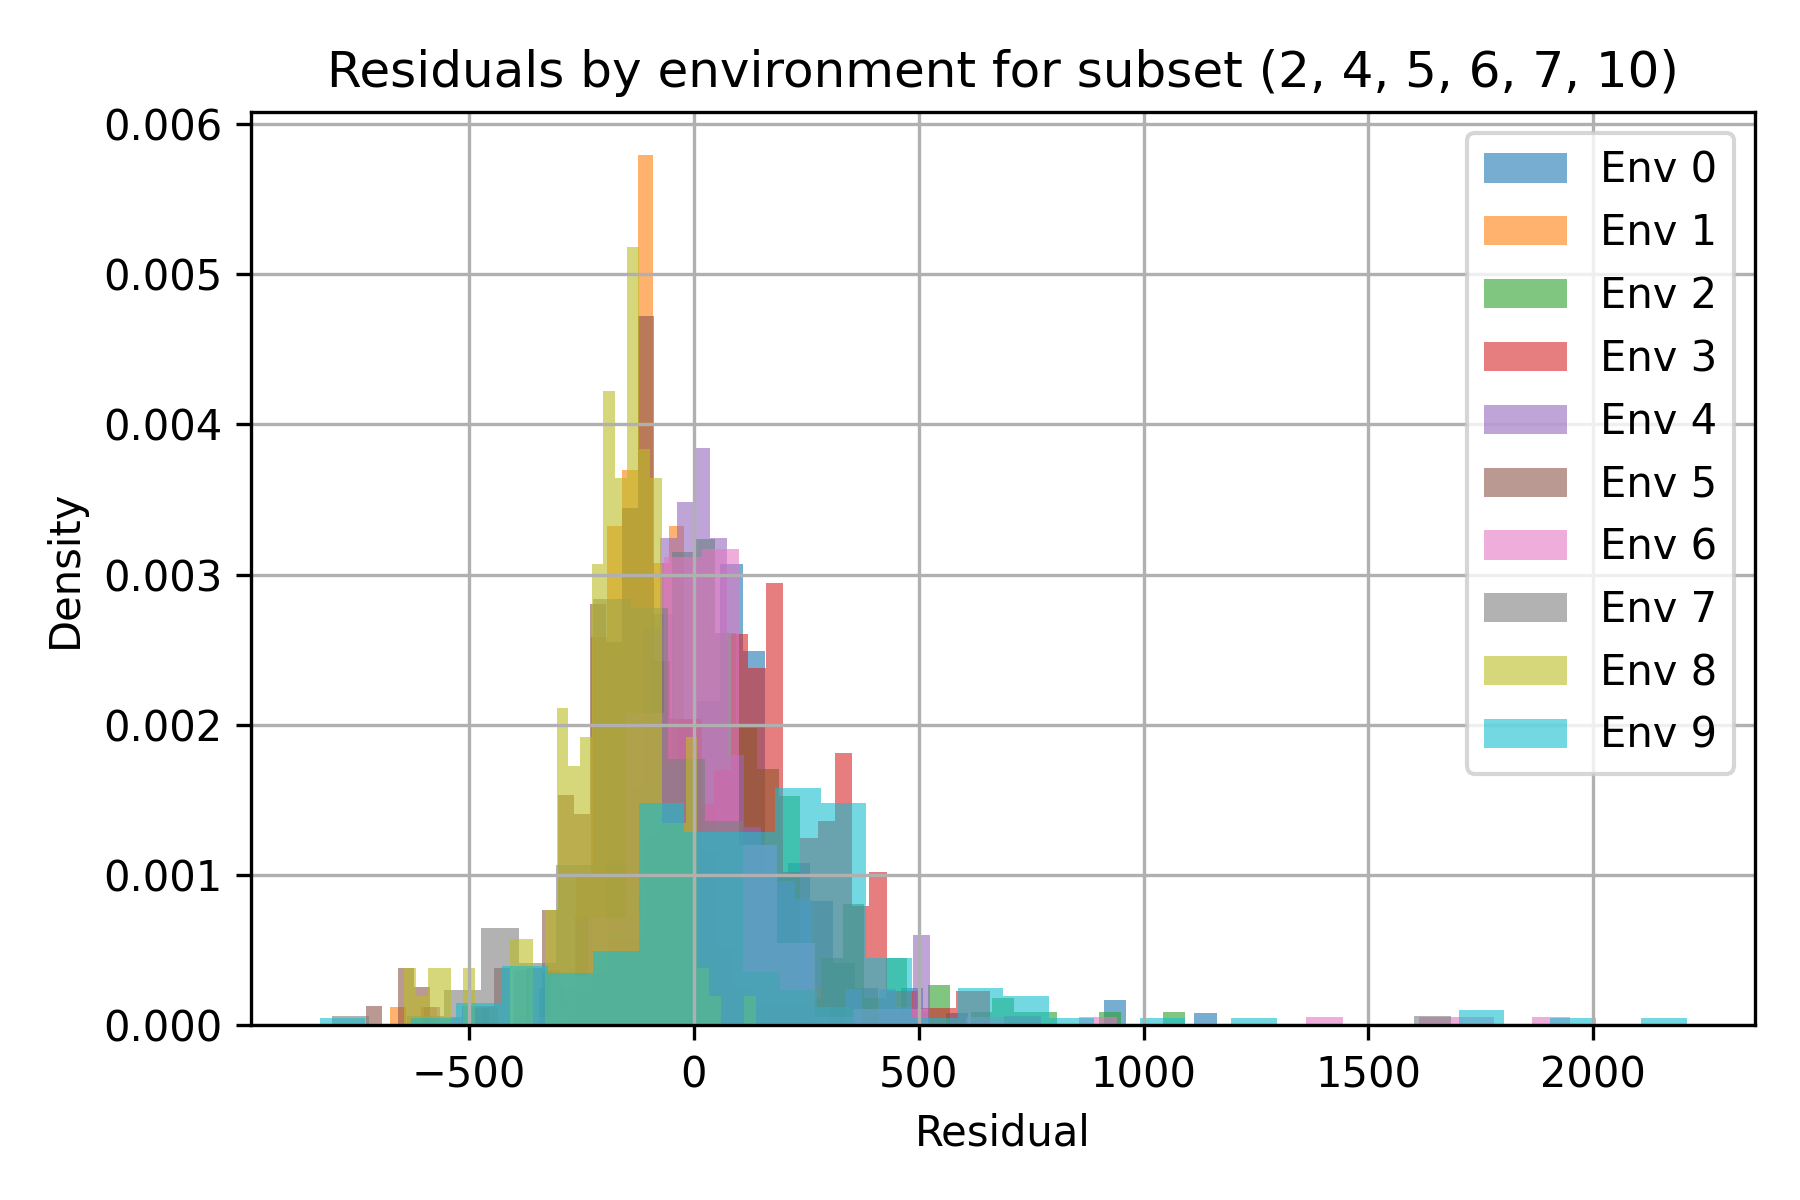 Residuals by environment for subset (2, 4, 5, 6, 7, 10)
0.006
0.005
0.004
0.003
0.002
0.001
0.000
Density
−500
0
500
1000
1500
2000
Residual
Env 0
Env 1
Env 2
Env 3
Env 4
Env 5
Env 6
Env 7
Env 8
Env 9